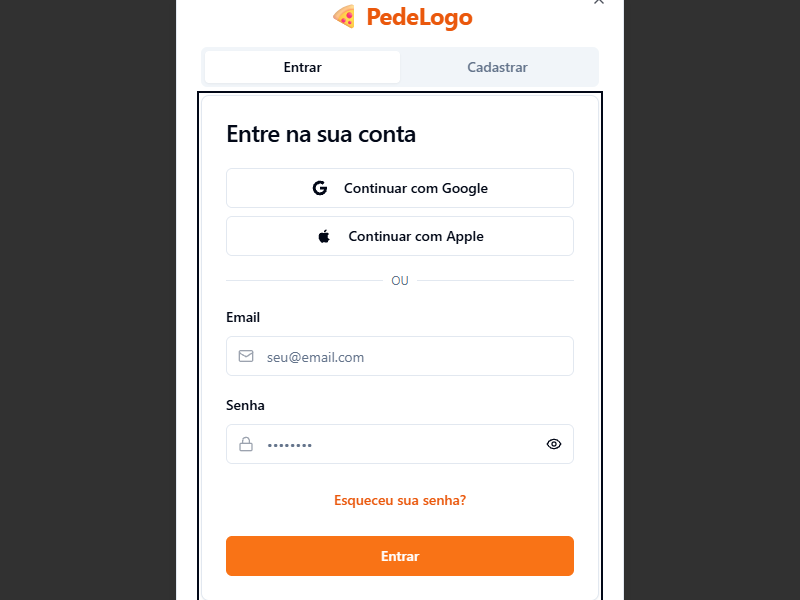 PedeLogo
Entrar
Cadastrar
Entre na sua conta
Continuar com Google
Continuar com Apple
OU
Email
seu@email.com
Senha
••••••••
Esqueceu sua senha?
Entrar